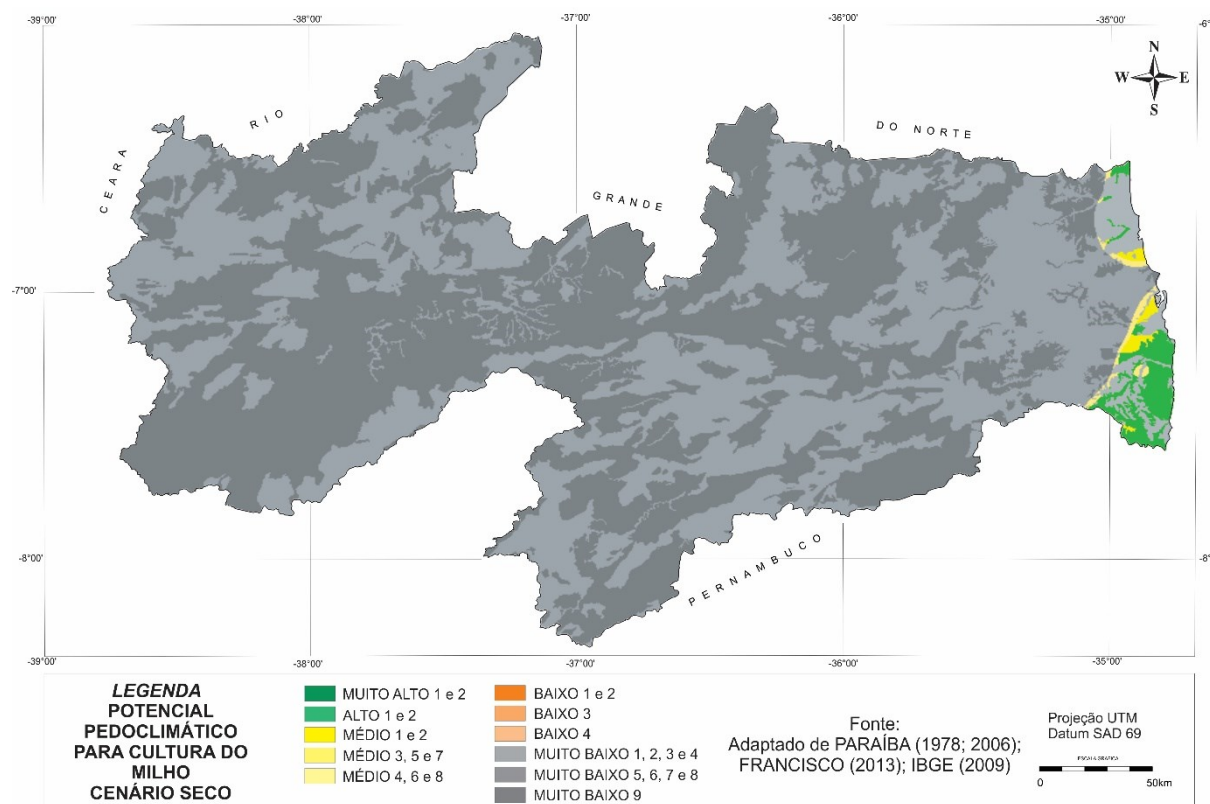 -39°00'
-38°00'
-37°00'
-36°00'
-35°00'
-6°
N
W E
S
RIO
DO NORTE
CEARA
GRANDE
-7°00'
-8°00'
-8°
PERNAMBUCO
-39°00'
-38°00'
-37°00'
-36°00'
-35°00'
LEGENDA
POTENCIAL
PEDOCLIMÁTICO
PARA CULTURA DO
MILHO
CENÁRIO SECO
MUITO ALTO 1 e 2
ALTO 1 e 2
MÉDIO 1 e 2
MÉDIO 3, 5 e 7
MÉDIO 4, 6 e 8
BAIXO 1 e 2
BAIXO 3
BAIXO 4
MUITO BAIXO 1, 2, 3 e 4
MUITO BAIXO 5, 6, 7 e 8
MUITO BAIXO 9
Fonte:
Adaptado de PARAÍBA (1978; 2006);
FRANCISCO (2013); IBGE (2009)
Projeção UTM
Datum SAD 69
ESCALA GRÁFICA
0 50km